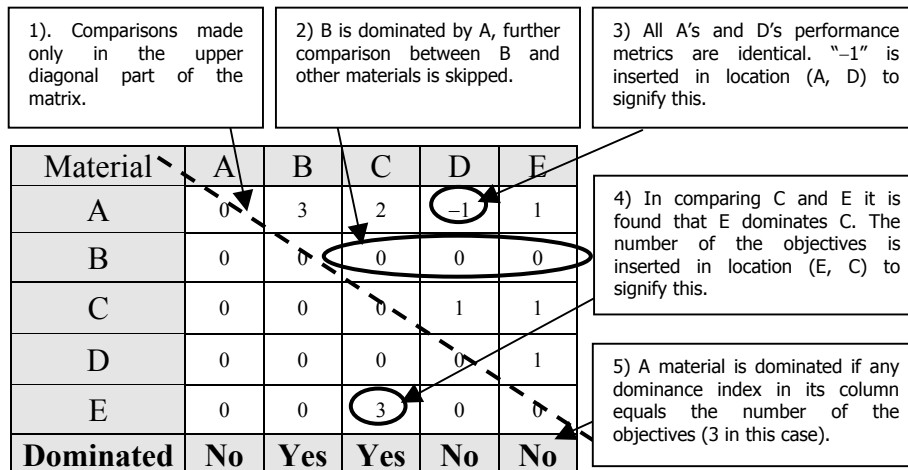 1). Comparisons made
only in the upper
diagonal part of the
matrix.
2) B is dominated by A, further
comparison between B and
other materials is skipped.
3) All A's and D's performance
metrics are identical. “–1” is
inserted in location (A, D) to
signify this.
Material A B C D E
A 0 3 2 –1 1
B 0 0 0 0 0
C 0 0 0 1 1
D 0 0 0 0 1
E 0 0 3 0 0
Dominated No Yes Yes No No
4) In comparing C and E it is
found that E dominates C. The
number of the objectives is
inserted in location (E, C) to
signify this.
5) A material is dominated if any
dominance index in its column
equals the number of the
objectives (3 in this case).